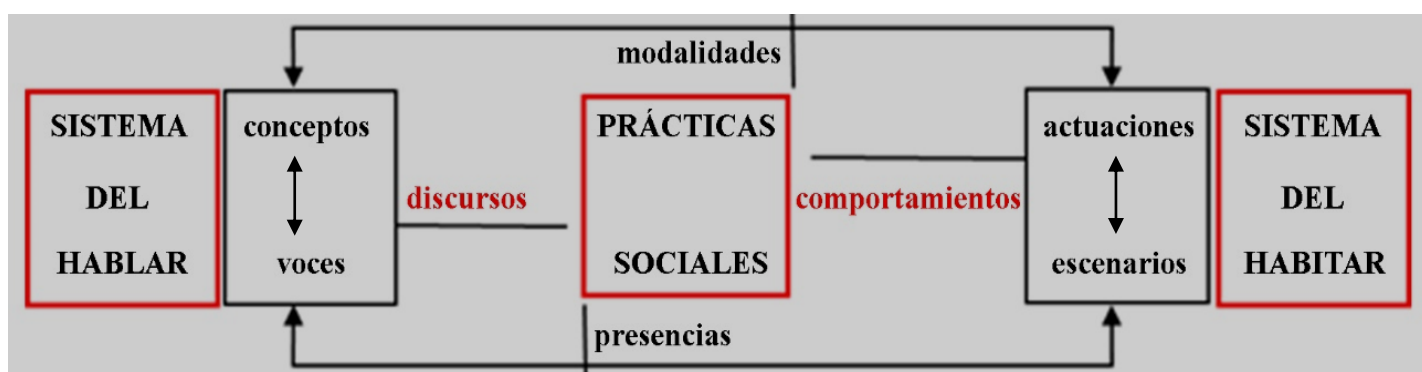 modalidades
SISTEMA
DEL
HABLAR
conceptos
voces
discursos
PRÁCTICAS
SOCIALES
comportamientos
actuaciones
escenarios
SISTEMA
DEL
HABITAR
presencias